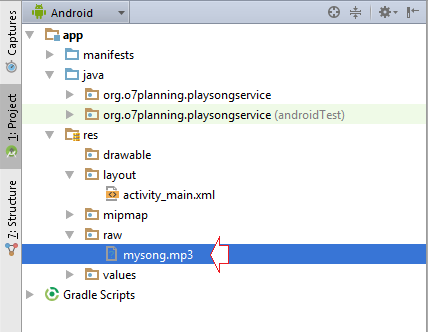 Android
Captures
1: Project
7: Structure
app
manifests
java
org.o7planning.playsongservice
org.o7planning.playsongservice (androidTest)
res
drawable
layout
activity_main.xml
mipmap
raw
mysong.mp3
values
Gradle Scripts